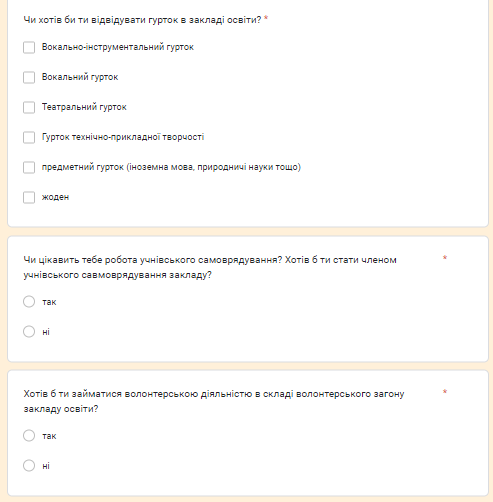 Чи хотів би ти відвідувати гурток в закладі освіти? *
Вокально-інструментальний гурток
Вокальний гурток
Театральний гурток
Гурток технічно-прикладної творчості
предметний гурток (іноземна мова, природничі науки тощо)
жоден
Чи цікавить тебе робота учнівського самоврядування? Хотів б ти стати членом *
учнівського савмоврядування закладу?
так
ні
Хотів б ти займатися волонтерською діяльністю в складі волонтерського загону *
закладу освіти?
так
ні